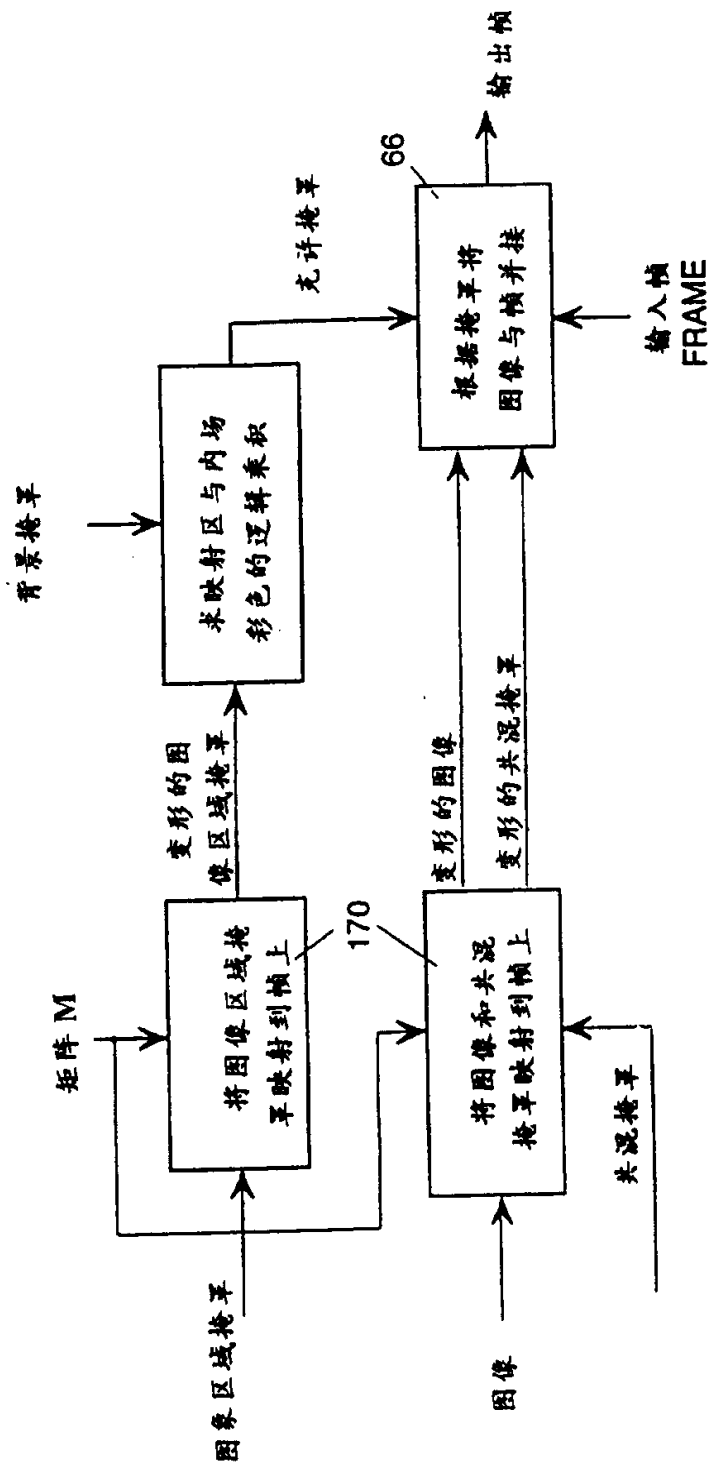 矩阵 M
背景掩罩
图象区域掩罩
将图像区域掩
罩映射到帧上
变形的图
像区域掩罩
求映射区与内场
彩色的逻辑乘积
充许掩罩
170
66
图像
将图像和共混
掩罩映射到帧上
变形的图像
变形的共混掩罩
根据掩罩将
图像与帧并接
输出帧
共混掩罩
输入帧
FRAME